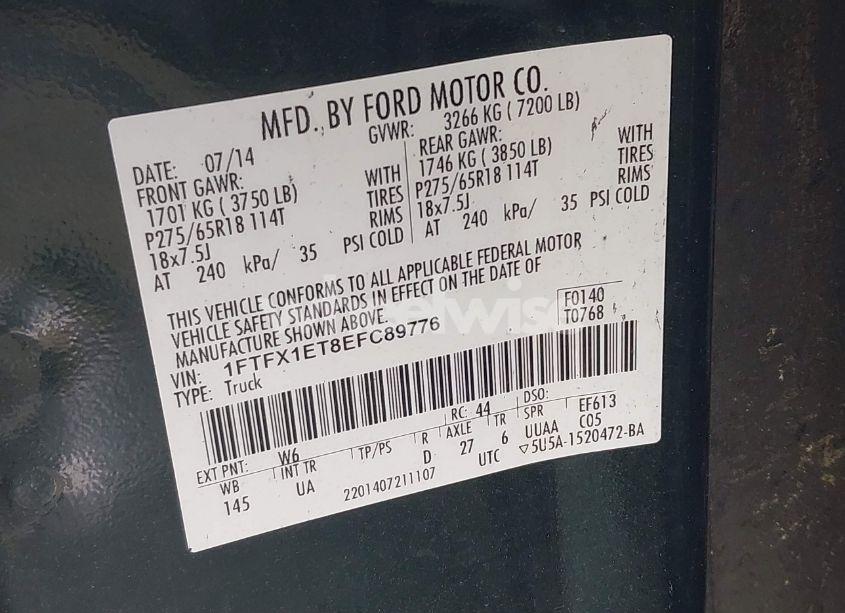 MFD. BY FORD MOTOR CO.
DATE: 07/14 GVWR: 3266 KG ( 7200 LB)
FRONT GAWR: REAR GAWR:
1701 KG ( 3750 LB) WITH 1746 KG ( 3850 LB) WITH
P275/65R18 114T TIRES P275/65R18 114T TIRES
18x7.5J RIMS 18x7.5J RIMS
AT 240 kPa/ 35 PSI COLD AT 240 kPa/ 35 PSI COLD
THIS VEHICLE CONFORMS TO ALL APPLICABLE FEDERAL MOTOR
VEHICLE SAFETY STANDARDS IN EFFECT ON THE DATE OF
MANUFACTURE SHOWN ABOVE.
VIN: 1FTFX1ET8EFC89776 F0140
TYPE: Truck T0768
RC: 44 DSO:
EXT PNT: W6 EF613
WB INT TR TP/PS R AXLE TR SPR C05
145 UA D 27 6 UUAA
2201407211107 UTC ▽5U5A-1520472-BA